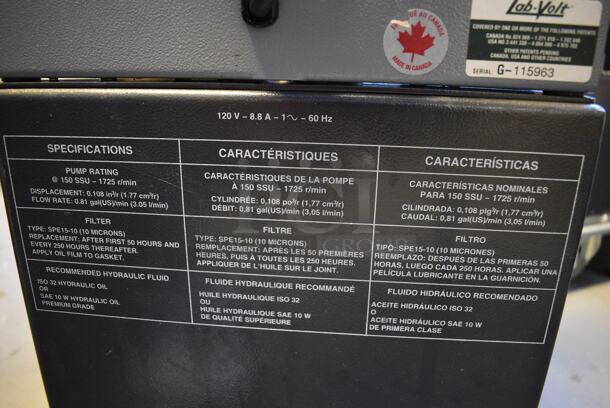 FABRIQUÉ AU CANADA
MADE IN CANADA
Lab-Volt
COVERED BY ONE OR MORE OF THE FOLLOWING PATENTS
OTHER PATENTS PENDING
CANADA, USA AND OTHER COUNTRIES
SERIAL: G-115963
120 V – 8.8 A – 1∿ – 60 Hz
SPECIFICATIONS
PUMP RATING
@ 150 SSU – 1725 r/min
DISPLACEMENT: 0.108 in³/r (1.77 cm³/r)
FLOW RATE: 0.81 gal(US)/min (3.05 l/min)
FILTER
TYPE: SPE15-10 (10 MICRONS)
REPLACEMENT: AFTER FIRST 50 HOURS AND
EVERY 250 HOURS THEREAFTER.
APPLY OIL FILM TO GASKET.
RECOMMENDED HYDRAULIC FLUID
ISO 32 HYDRAULIC OIL
OR
SAE 10 W HYDRAULIC OIL
PREMIUM GRADE
CARACTÉRISTIQUES
CARACTÉRISTIQUES DE LA POMPE
À 150 SSU – 1725 r/min
CYLINDRÉE: 0,108 po³/r (1,77 cm³/r)
DÉBIT: 0,81 gal(US)/min (3,05 l/min)
FILTRE
TYPE: SPE15-10 (10 MICRONS)
REMPLACEMENT: APRÈS LES 50 PREMIÈRES
HEURES, PUIS À TOUTES LES 250 HEURES.
APPLIQUER DE L'HUILE SUR LE JOINT.
FLUIDE HYDRAULIQUE RECOMMANDÉ
HUILE HYDRAULIQUE ISO 32
OU
HUILE HYDRAULIQUE SAE 10 W
DE QUALITÉ SUPÉRIEURE
CARACTERÍSTICAS
CARACTERÍSTICAS NOMINALES
PARA 150 SSU – 1725 r/min
CILINDRADA: 0,108 plg³/r (1,77 cm³/r)
CAUDAL: 0,81 gal(US)/min (3,05 l/min)
FILTRO
TIPO: SPE15-10 (10 MICRONES)
REEMPLAZO: DESPUÉS DE LAS PRIMERAS 50
HORAS, LUEGO CADA 250 HORAS. APLICAR UNA
PELÍCULA LUBRICANTE EN LA GUARNICIÓN.
FLUIDO HIDRÁULICO RECOMENDADO
ACEITE HIDRÁULICO ISO 32
O
ACEITE HIDRÁULICO SAE 10 W
DE PRIMERA CLASE